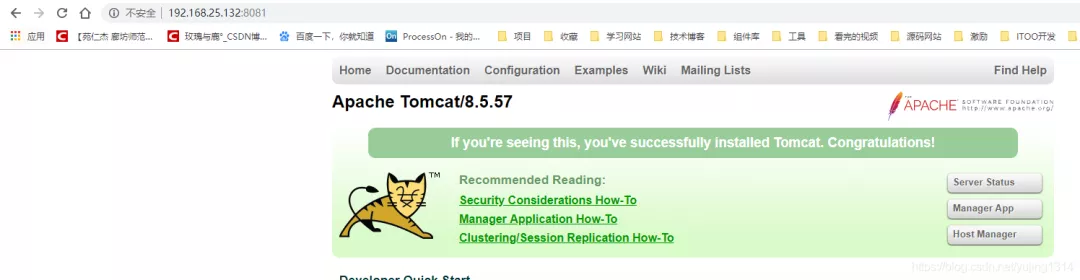 不安全 192.168.25.132:8081
应用 【苑仁杰 廊坊师范... 玫瑰与鹿°_CSDN博... 百度一下，你就知道 ProcessOn - 我的... 项目 收藏 学习网站 技术博客 组件库 工具 看完的视频 源码网站 激励 ITOO开发
Home Documentation Configuration Examples Wiki Mailing Lists Find Help
Apache Tomcat/8.5.57
THE APACHE SOFTWARE FOUNDATION
http://www.apache.org/
If you're seeing this, you've successfully installed Tomcat. Congratulations!
TM
Recommended Reading:
Security Considerations How-To
Manager Application How-To
Clustering/Session Replication How-To
Server Status
Manager App
Host Manager
Developer Quick Start
https://blog.csdn.net/yujing1314